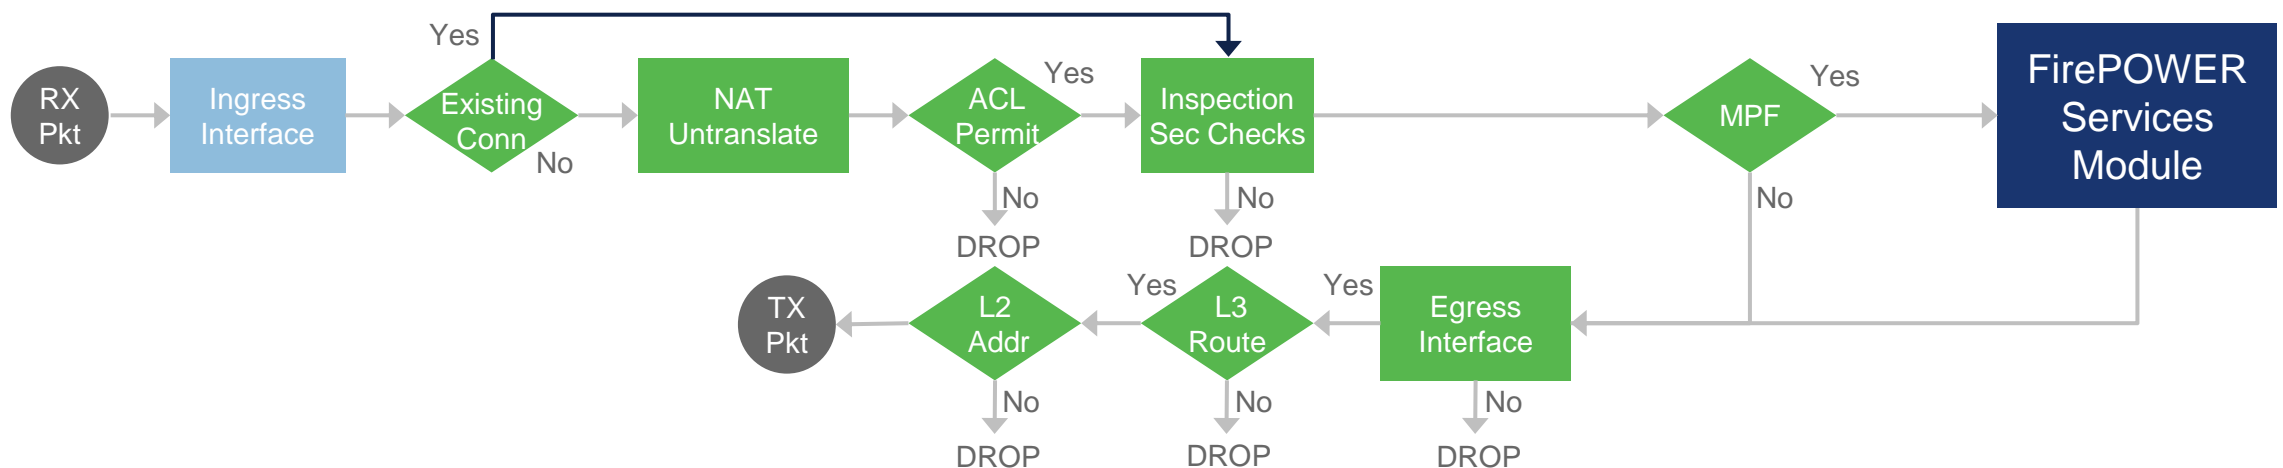 Yes
RX
Pkt
Ingress
Interface
Existing
Conn
No
NAT
Untranslate
ACL
Permit
Yes
No
DROP
Inspection
Sec Checks
No
DROP
MPF
Yes
No
FirePOWER
Services
Module
TX
Pkt
L2
Addr
No
DROP
Yes
L3
Route
No
DROP
Yes
Egress
Interface
No
DROP